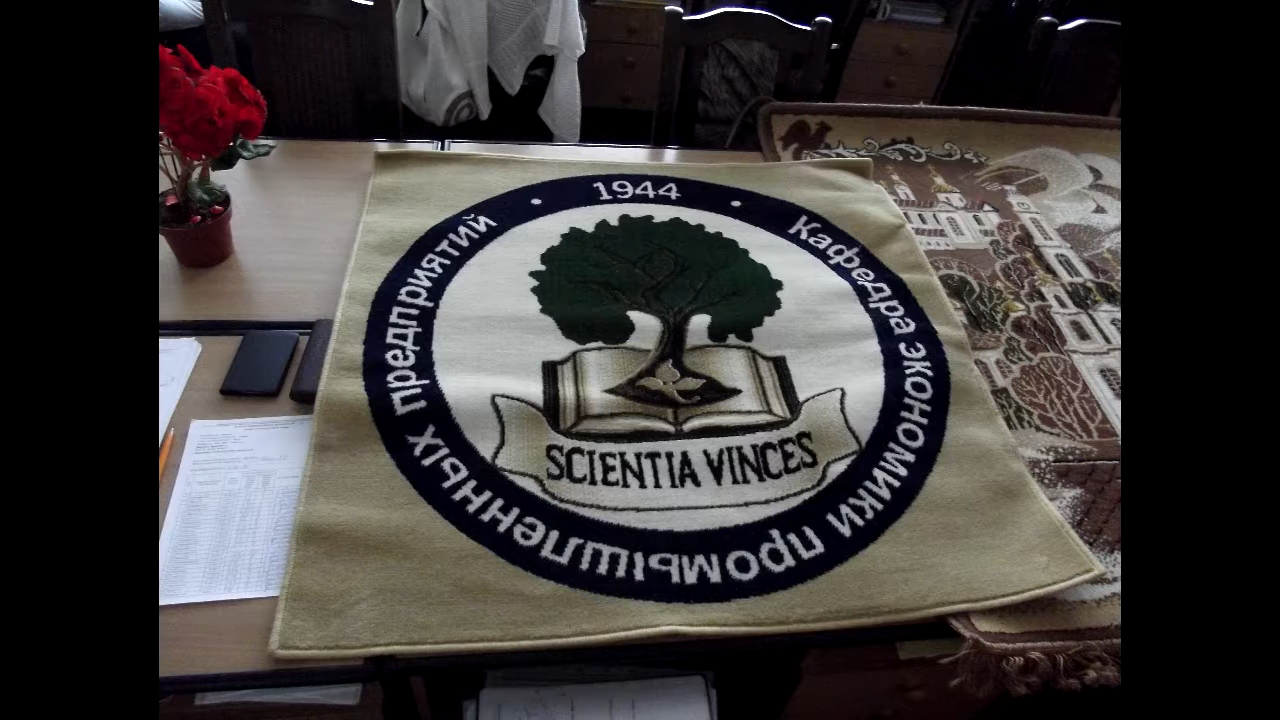 1944
Кафедра экономики промышленных предприятий
SCIENTIA VINCES